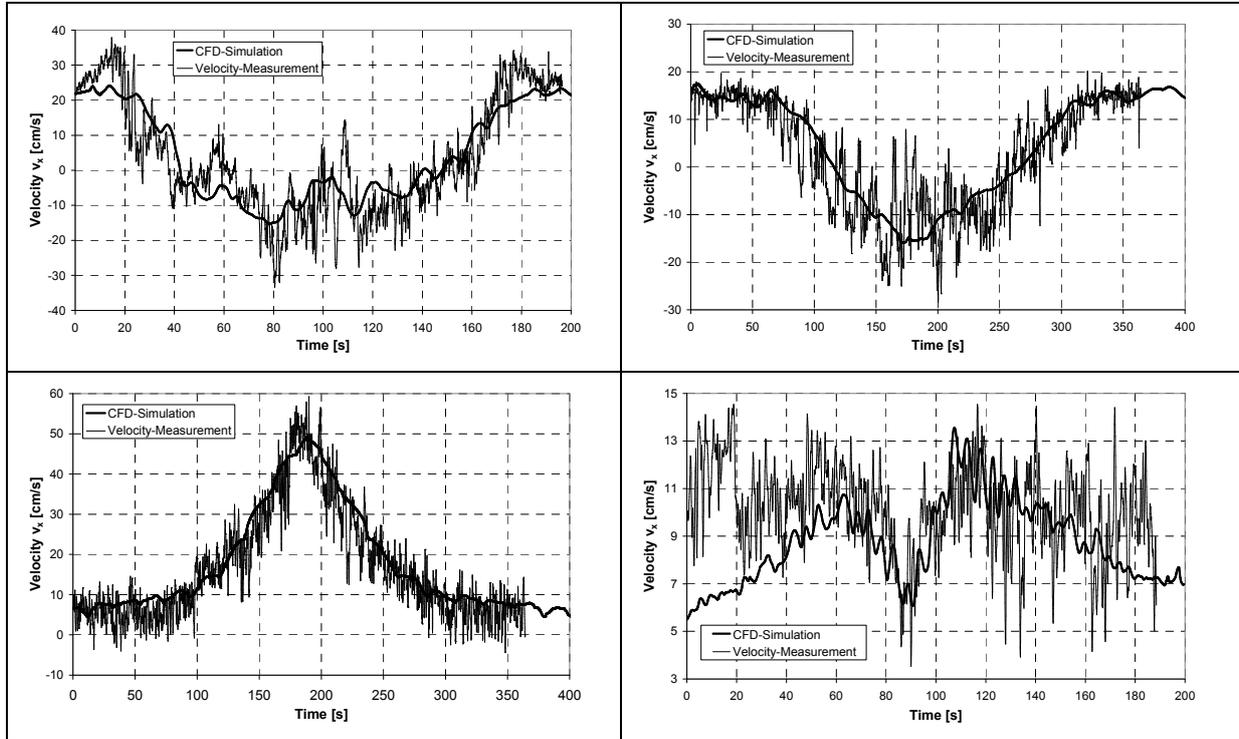 40
30
20
10
0
-10
-20
-30
-40
Velocity vx [cm/s]
CFD-Simulation
Velocity-Measurement
0 20 40 60 80 100 120 140 160 180 200
Time [s]
30
20
10
0
-10
-20
-30
Velocity vx [cm/s]
CFD-Simulation
Velocity-Measurement
0 50 100 150 200 250 300 350 400
Time [s]
60
50
40
30
20
10
0
-10
Velocity vx [cm/s]
CFD-Simulation
Velocity-Measurement
0 50 100 150 200 250 300 350 400
Time [s]
15
13
11
9
7
5
3
Velocity vx [cm/s]
CFD-Simulation
Velocity-Measurement
0 20 40 60 80 100 120 140 160 180 200
Time [s]